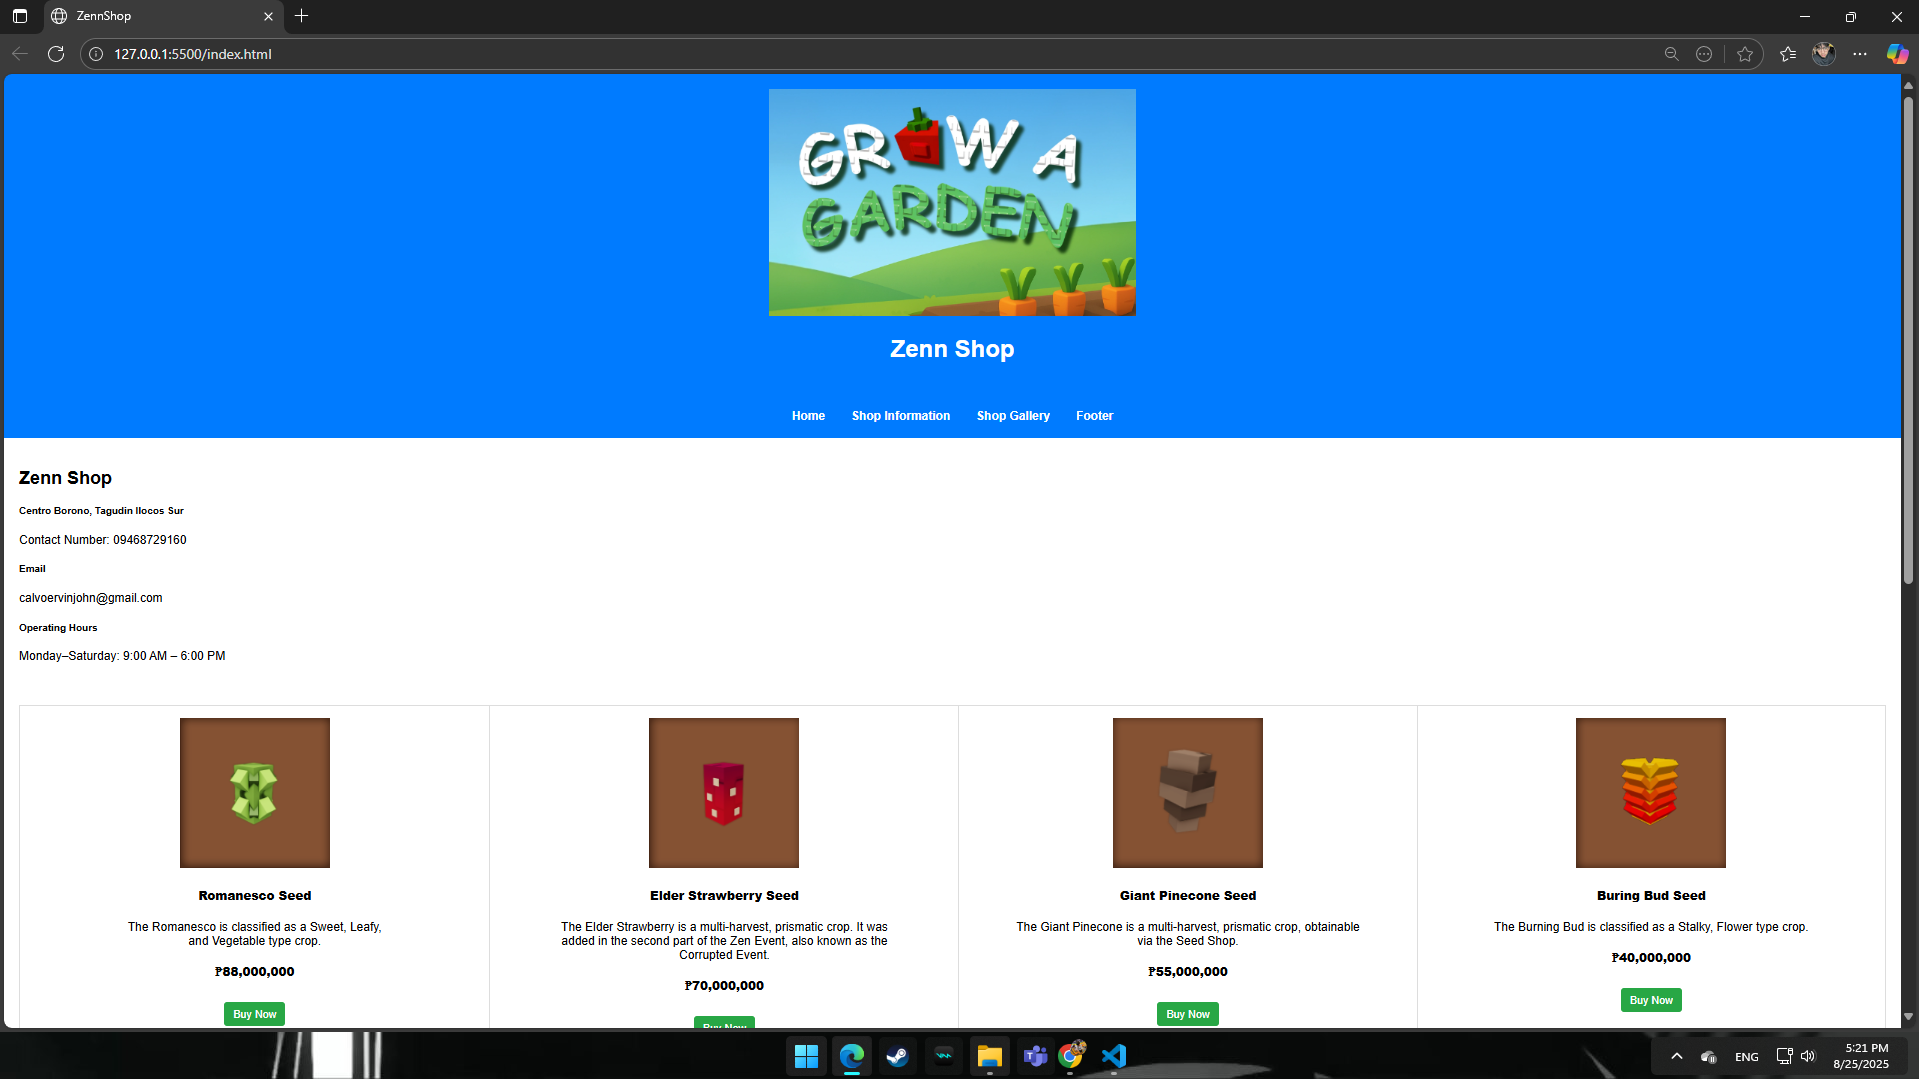 ZennShop
127.0.0.1:5500/index.html
GROW A
GARDEN
Zenn Shop
Home Shop Information Shop Gallery Footer
Zenn Shop
Centro Borono, Tagudin Ilocos Sur
Contact Number: 09468729160
Email
calvoervinjohn@gmail.com
Operating Hours
Monday–Saturday: 9:00 AM – 6:00 PM
Romanesco Seed
The Romanesco is classified as a Sweet, Leafy,
and Vegetable type crop.
₱88,000,000
Buy Now
Elder Strawberry Seed
The Elder Strawberry is a multi-harvest, prismatic crop. It was
added in the second part of the Zen Event, also known as the
Corrupted Event.
₱70,000,000
Buy Now
Giant Pinecone Seed
The Giant Pinecone is a multi-harvest, prismatic crop, obtainable
via the Seed Shop.
₱55,000,000
Buy Now
Buring Bud Seed
The Burning Bud is classified as a Stalky, Flower type crop.
₱40,000,000
Buy Now
ENG
5:21 PM
8/25/2025